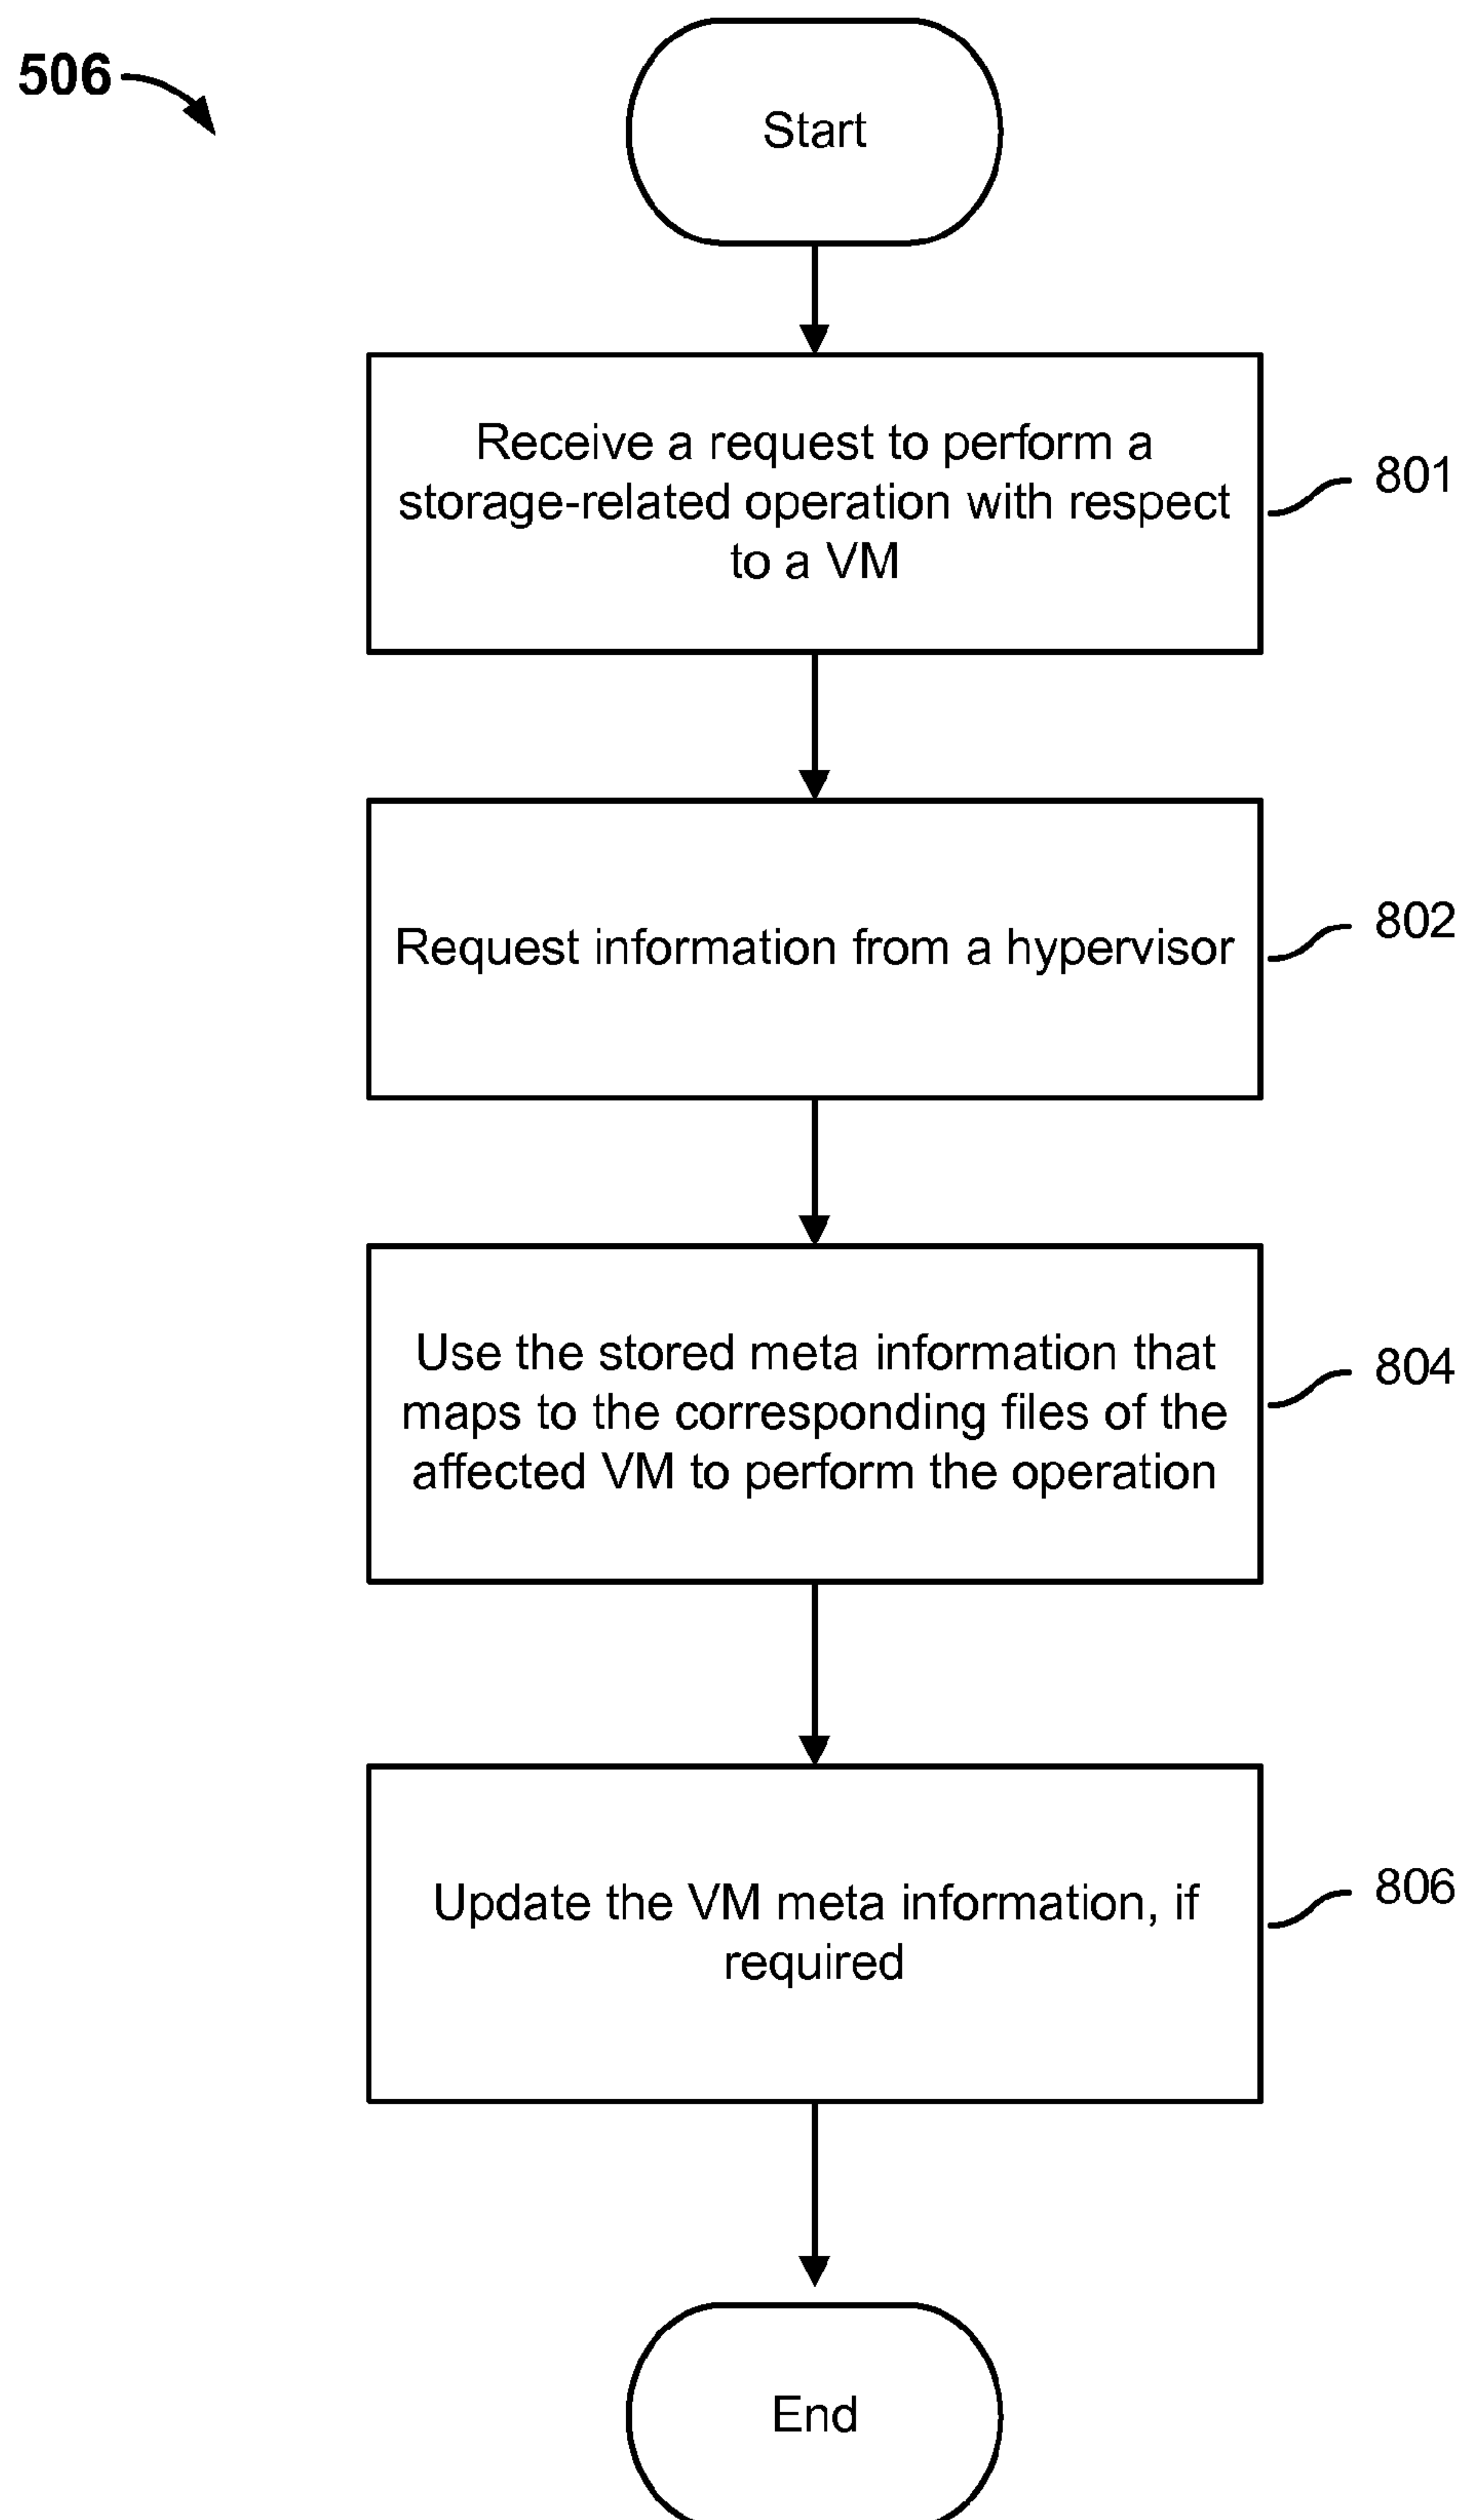 506
Start
Receive a request to perform a
storage-related operation with respect
to a VM
801
Request information from a hypervisor
802
Use the stored meta information that
maps to the corresponding files of the
affected VM to perform the operation
804
Update the VM meta information, if
required
806
End